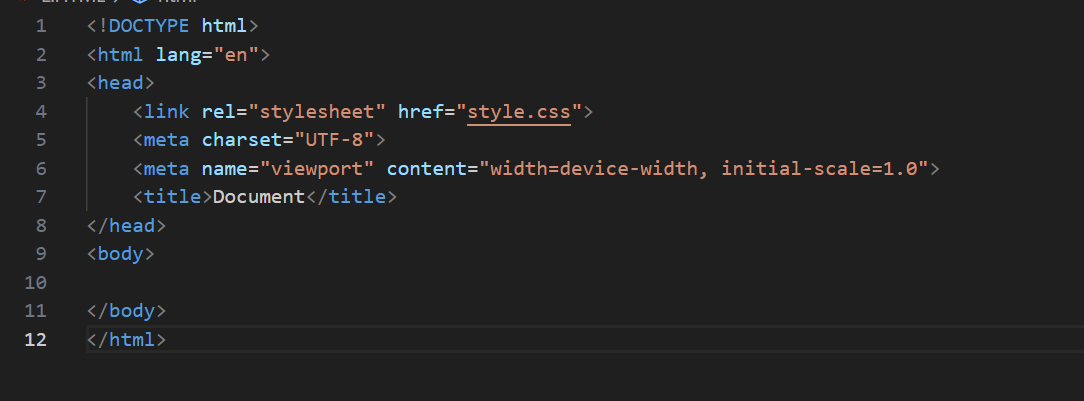 1 <!DOCTYPE html>
2 <html lang="en">
3 <head>
4     <link rel="stylesheet" href="style.css">
5     <meta charset="UTF-8">
6     <meta name="viewport" content="width=device-width, initial-scale=1.0">
7     <title>Document</title>
8 </head>
9 <body>
10
11 </body>
12 </html>